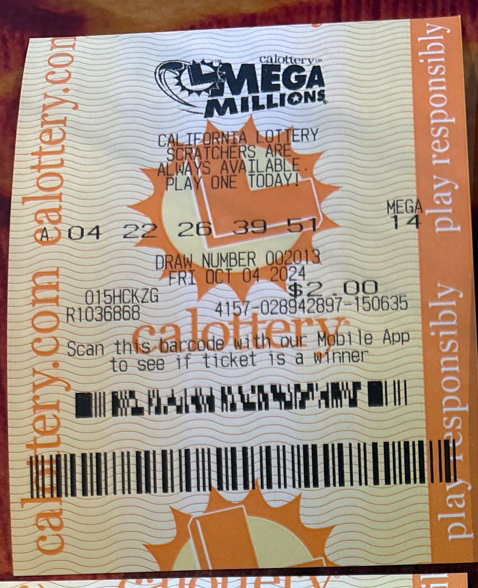 calottery
MEGA
MILLIONS
CALIFORNIA LOTTERY
SCRATCHERS ARE
ALWAYS AVAILABLE.
PLAY ONE TODAY!
MEGA
A 04 22 26 39 51 14
DRAW NUMBER 002013
FRI OCT 04 2024
$2.00
015HCKZG
R1036868 4157-028942897-150635
calottery
Scan this barcode with our Mobile App
to see if ticket is a winner
calottery.com calottery.com
play responsibly play responsibly
calottery